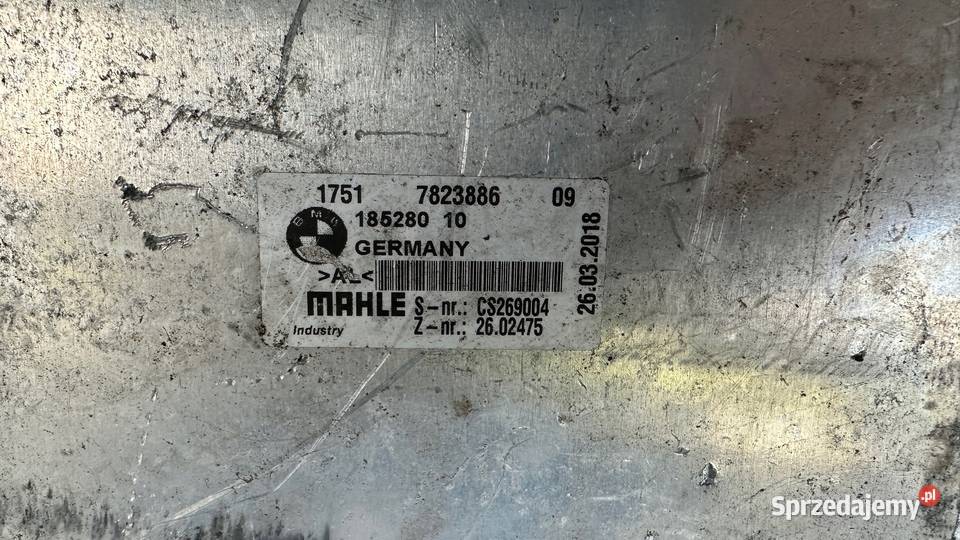 1751 7823886 09
BMW
185280 10
GERMANY
>AL<
MAHLE
Industry
S-nr.: CS269004
Z-nr.: 26.02475
26.03.2018
Sprzedajemy.pl